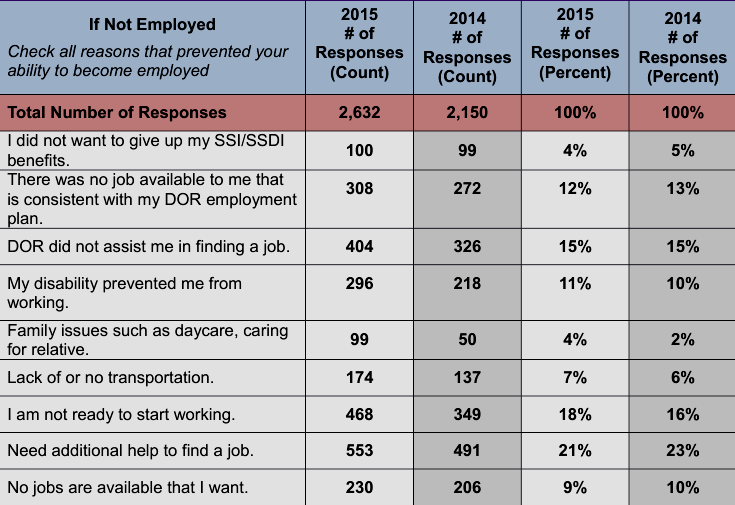 If Not Employed
Check all reasons that prevented your
ability to become employed
2015
# of
Responses
(Count)
2014
# of
Responses
(Count)
2015
# of
Responses
(Percent)
2014
# of
Responses
(Percent)
Total Number of Responses 2,632 2,150 100% 100%
I did not want to give up my SSI/SSDI
benefits. 100 99 4% 5%
There was no job available to me that
is consistent with my DOR employment
plan. 308 272 12% 13%
DOR did not assist me in finding a job. 404 326 15% 15%
My disability prevented me from
working. 296 218 11% 10%
Family issues such as daycare, caring
for relative. 99 50 4% 2%
Lack of or no transportation. 174 137 7% 6%
I am not ready to start working. 468 349 18% 16%
Need additional help to find a job. 553 491 21% 23%
No jobs are available that I want. 230 206 9% 10%